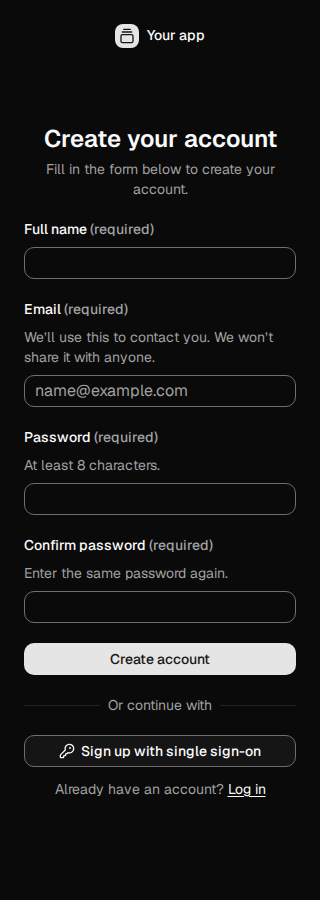 Your app
Create your account
Fill in the form below to create your
account.
Full name (required)
Email (required)
We'll use this to contact you. We won't
share it with anyone.
name@example.com
Password (required)
At least 8 characters.
Confirm password (required)
Enter the same password again.
Create account
Or continue with
Sign up with single sign-on
Already have an account? Log in